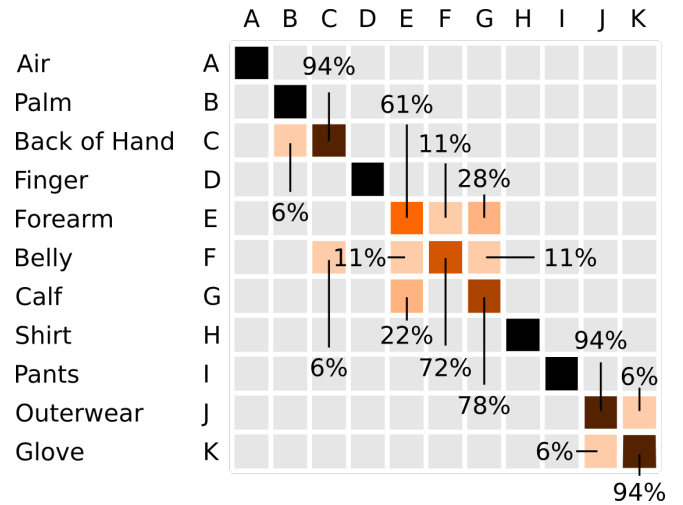 A B C D E F G H I J K
Air A 94%
Palm B 61%
Back of Hand C 11%
Finger D 28%
Forearm E 6%
Belly F 11% 11%
Calf G
Shirt H 22% 94%
Pants I 6% 72% 6%
Outerwear J 78%
Glove K 6%
94%